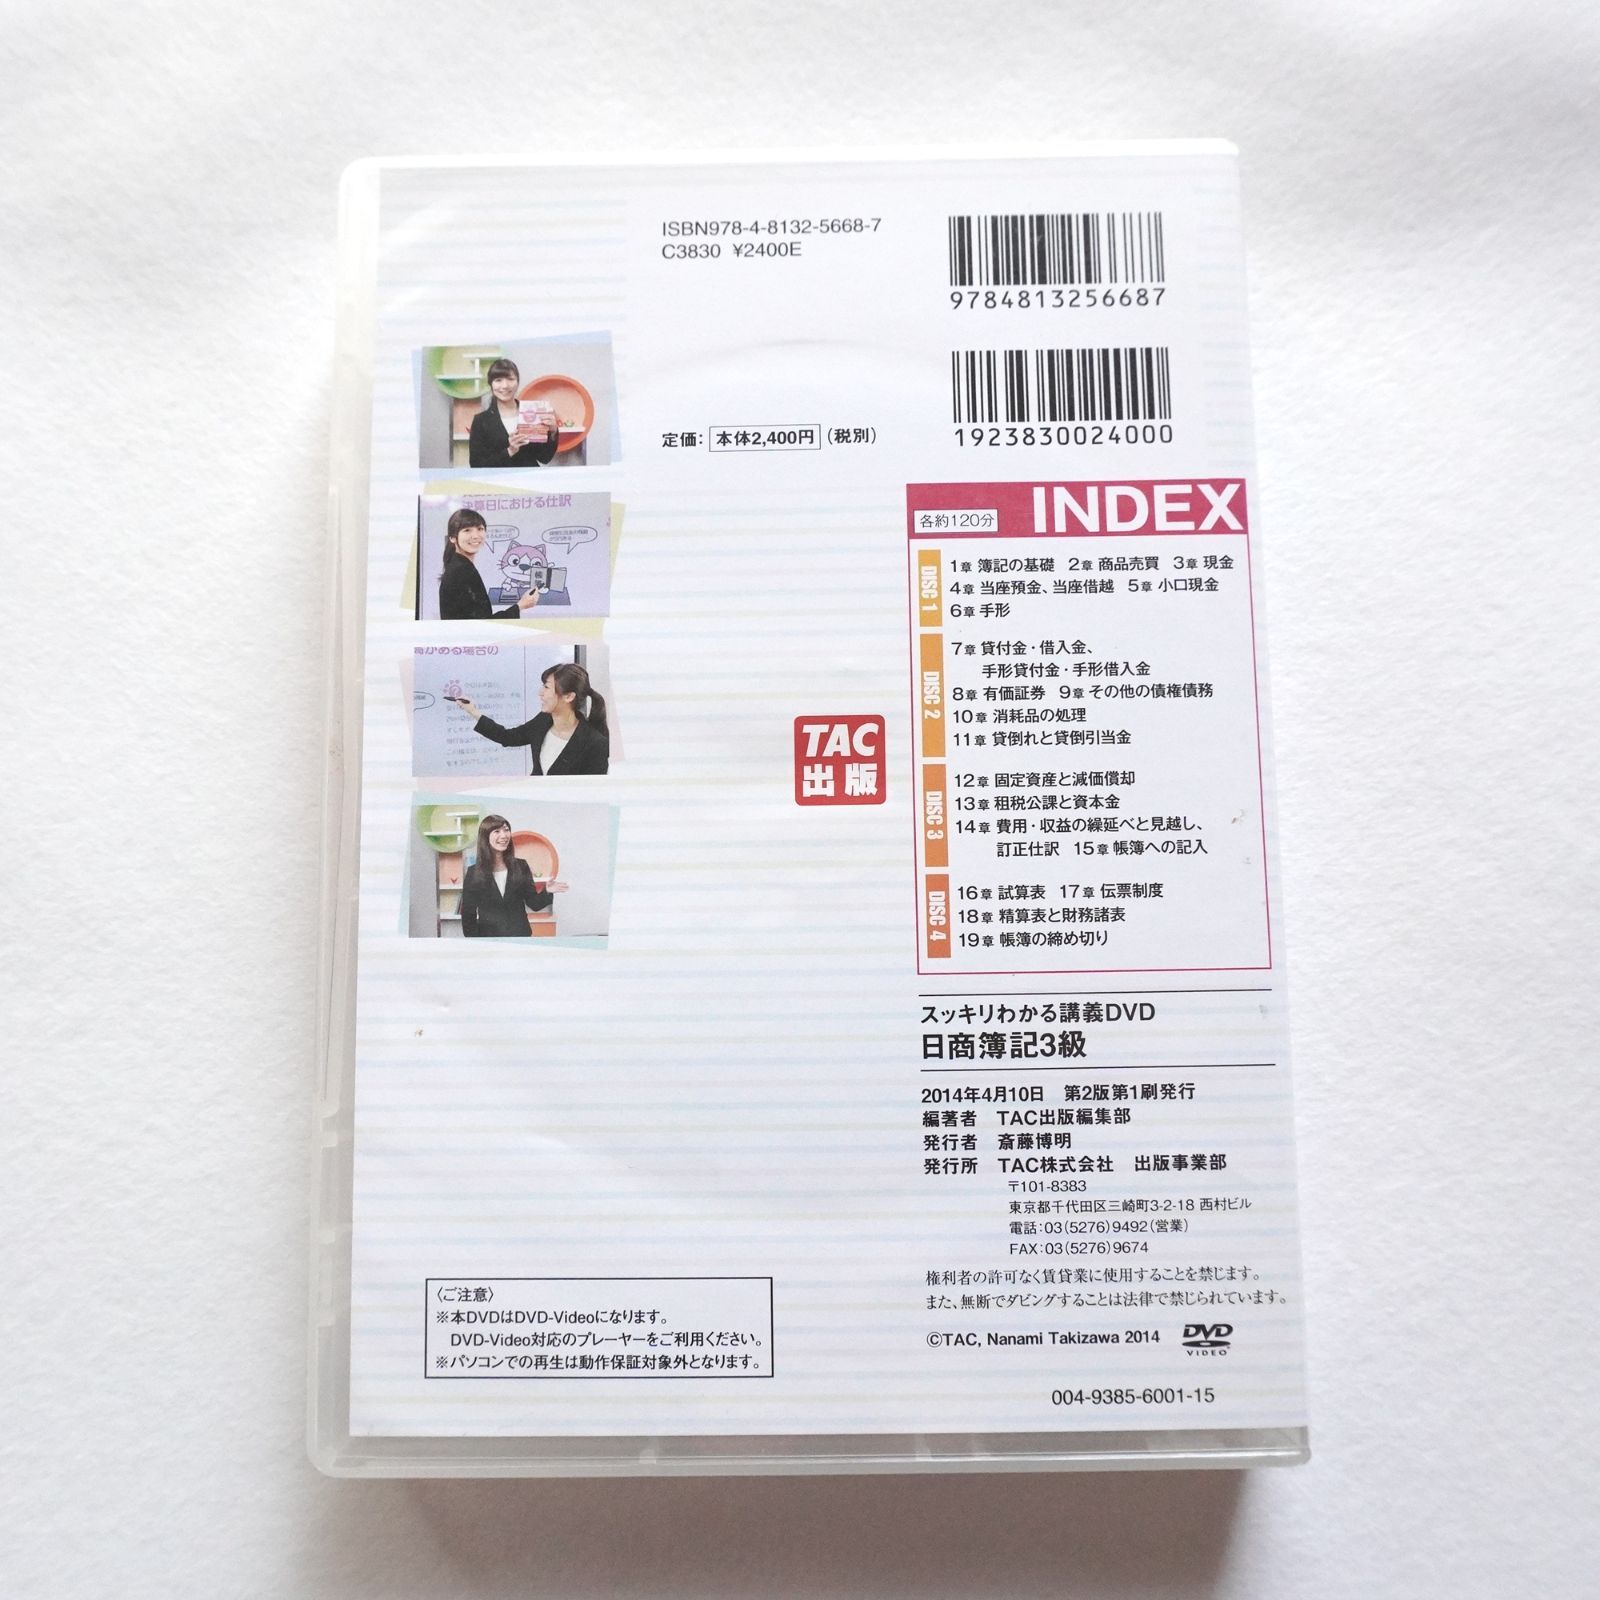 ISBN978-4-8132-5668-7
C3830 ¥2400E
9784813256687
定価: 本体2,400円 (税別)
1923830024000
決算日における仕訳
高がある場合の
TAC
出版
各約120分 INDEX
DISC 1
1章 簿記の基礎 2章 商品売買 3章 現金
4章 当座預金、当座借越 5章 小口現金
6章 手形
DISC 2
7章 貸付金・借入金、
手形貸付金・手形借入金
8章 有価証券 9章 その他の債権債務
10章 消耗品の処理
11章 貸倒れと貸倒引当金
DISC 3
12章 固定資産と減価償却
13章 租税公課と資本金
14章 費用・収益の繰延べと見越し、
訂正仕訳 15章 帳簿への記入
DISC 4
16章 試算表 17章 伝票制度
18章 精算表と財務諸表
19章 帳簿の締め切り
スッキリわかる講義DVD
日商簿記3級
2014年4月10日 第2版第1刷発行
編著者 TAC出版編集部
発行者 斎藤博明
発行所 TAC株式会社 出版事業部
〒101-8383
東京都千代田区三崎町3-2-18 西村ビル
電話:03(5276)9492(営業)
FAX:03(5276)9674
権利者の許可なく賃貸業に使用することを禁じます。
また、無断でダビングすることは法律で禁じられています。
©TAC, Nanami Takizawa 2014
DVD
VIDEO
004-9385-6001-15
〈ご注意〉
※本DVDはDVD-Videoになります。
DVD-Video対応のプレーヤーをご利用ください。
※パソコンでの再生は動作保証対象外となります。